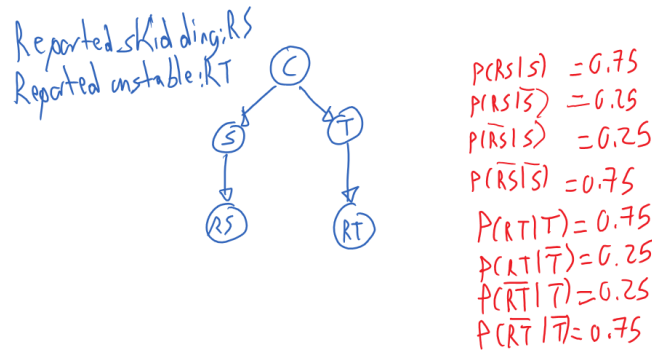 Reported skidding:RS
Reported unstable:RT
C
S
T
RS
RT
P(RS|S) = 0.75
P(RS|S̅) = 0.25
P(R̅S̅|S) = 0.25
P(R̅S̅|S̅) = 0.75
P(RT|T) = 0.75
P(RT|T̅) = 0.25
P(R̅T̅|T) = 0.25
P(R̅T̅|T̅) = 0.75